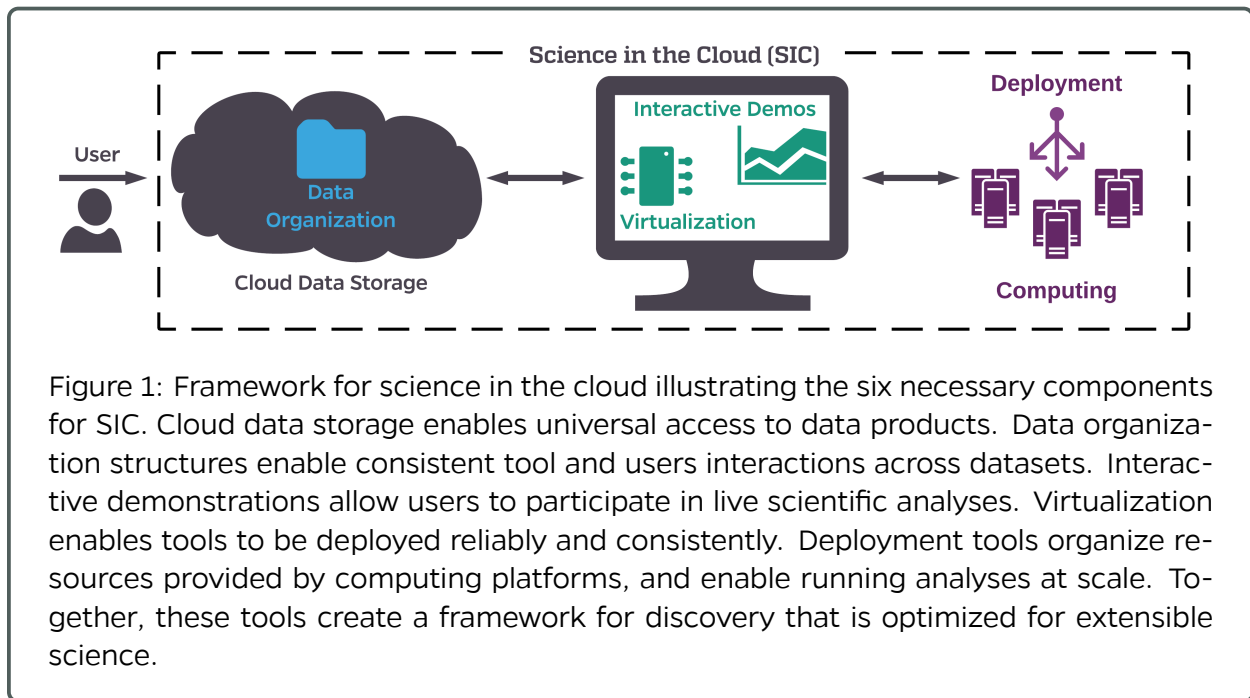 Science in the Cloud (SIC)
User
Data
Organization
Cloud Data Storage
Interactive Demos
Virtualization
Deployment
Computing
Figure 1: Framework for science in the cloud illustrating the six necessary components
for SIC. Cloud data storage enables universal access to data products. Data organiza-
tion structures enable consistent tool and users interactions across datasets. Interac-
tive demonstrations allow users to participate in live scientific analyses. Virtualization
enables tools to be deployed reliably and consistently. Deployment tools organize re-
sources provided by computing platforms, and enable running analyses at scale. To-
gether, these tools create a framework for discovery that is optimized for extensible
science.